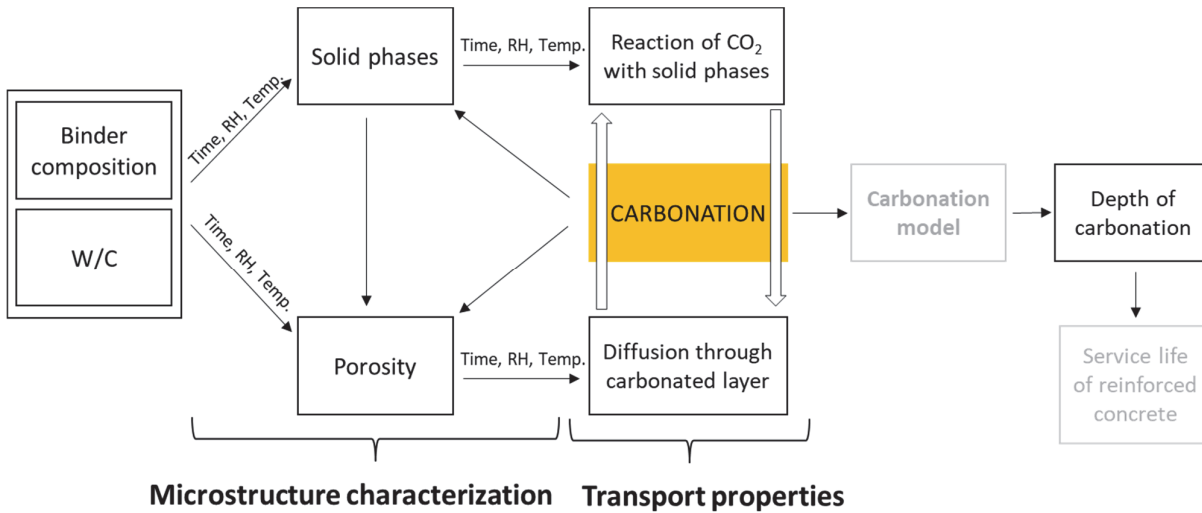 Binder
composition
W/C
Time, RH, Temp.
Time, RH, Temp.
Solid phases
Time, RH, Temp.
Reaction of CO₂
with solid phases
CARBONATION
Porosity
Time, RH, Temp.
Diffusion through
carbonated layer
Carbonation
model
Depth of
carbonation
Service life
of reinforced
concrete
Microstructure characterization
Transport properties